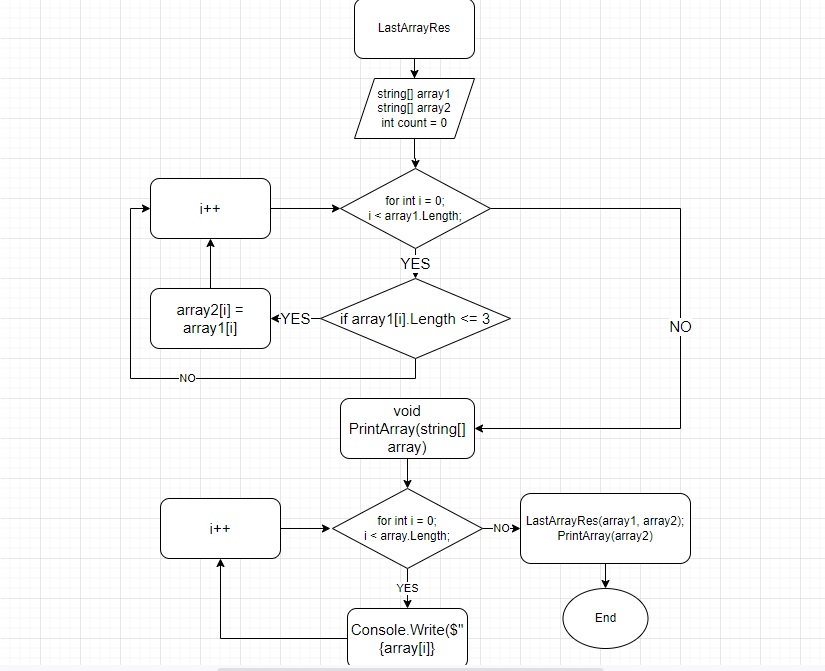 LastArrayRes
string[] array1
string[] array2
int count = 0
for int i = 0;
i < array1.Length;
i++
YES
array2[i] =
array1[i]
YES
if array1[i].Length <= 3
NO
NO
void
PrintArray(string[]
array)
i++
for int i = 0;
i < array.Length;
NO
LastArrayRes(array1, array2);
PrintArray(array2)
YES
End
Console.Write($"
{array[i]}